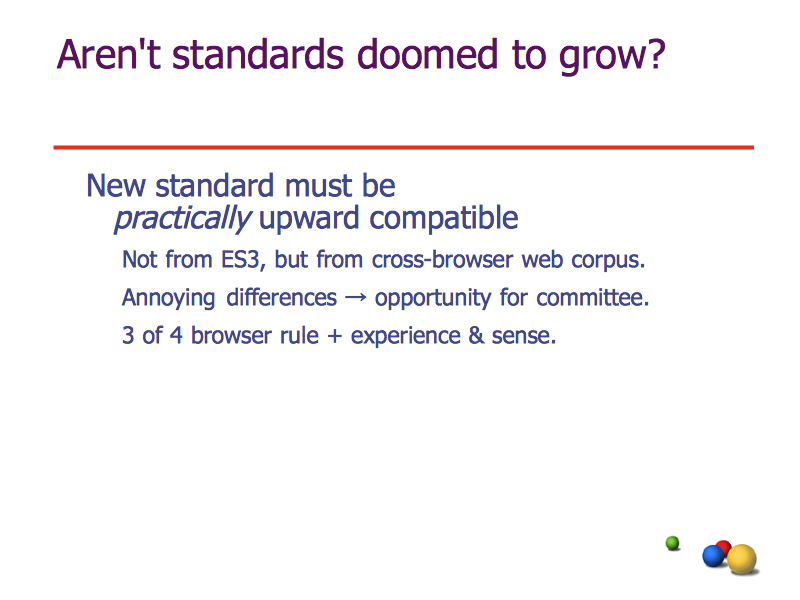 Aren't standards doomed to grow?
New standard must be
practically upward compatible
Not from ES3, but from cross-browser web corpus.
Annoying differences → opportunity for committee.
3 of 4 browser rule + experience & sense.